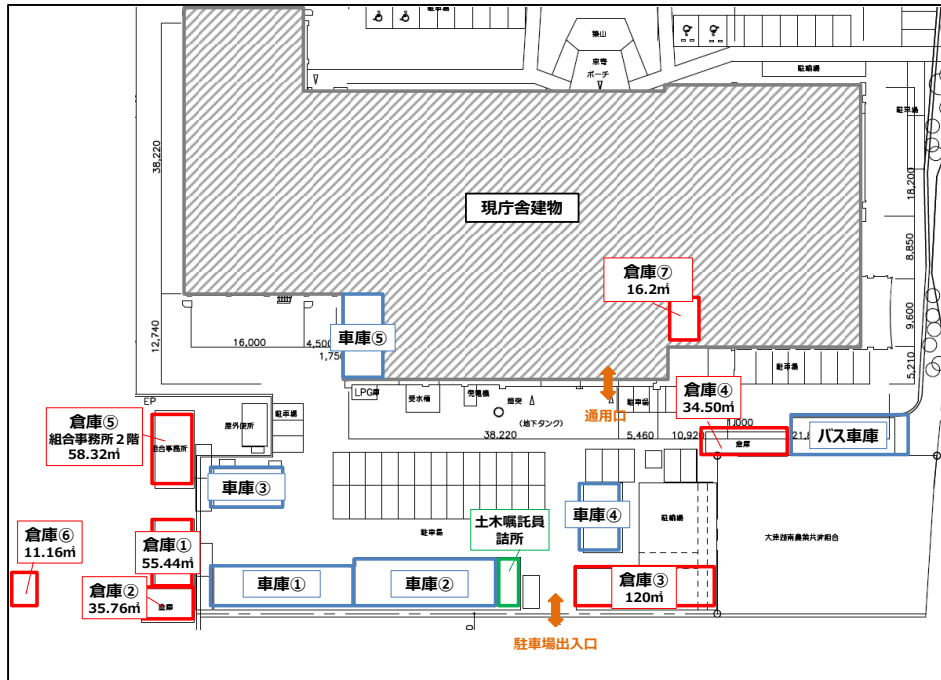 駐車場
築山
車寄
ポーチ
駐輪場
駐車場
38,220
18,200
現庁舎建物
8,850
倉庫⑦
16.2㎡
9,600
12,740
16,000
4,500
車庫⑤
1,750
5,210
駐車場
倉庫④
34.50㎡
通用口
LPG庫
受水槽
発電機
煙突
駐車場
EP
倉庫⑤
組合事務所２階
58.32㎡
組合事務所
屋外便所
駐車場
(地下タンク)
38,220
5,460
10,920
倉庫
バス車庫
車庫③
車庫④
土木嘱託員
詰所
駐車場
駐輪場
倉庫⑥
11.16㎡
倉庫①
55.44㎡
倉庫②
35.76㎡
倉庫
車庫①
車庫②
倉庫③
120㎡
駐車場出入口